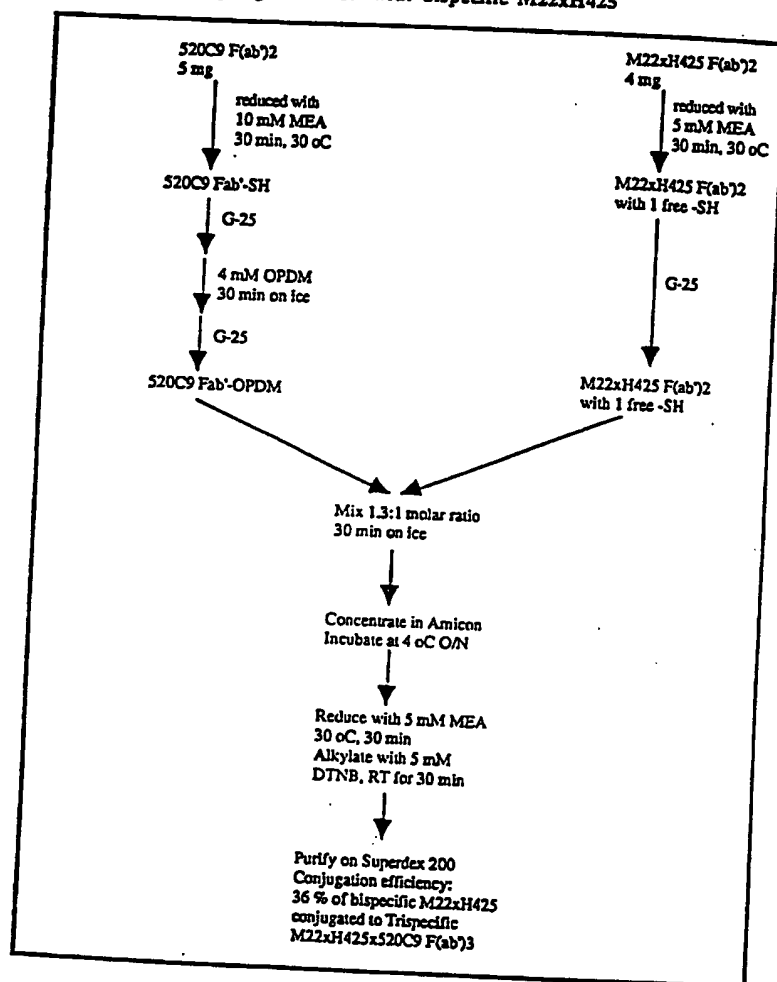 bispecific M22xH425
520C9 F(ab')2
5 mg
reduced with
10 mM MEA
30 min, 30 oC
520C9 Fab'-SH
G-25
4 mM OPDM
30 min on ice
G-25
520C9 Fab'-OPDM
M22xH425 F(ab')2
4 mg
reduced with
5 mM MEA
30 min, 30 oC
M22xH425 F(ab')2
with 1 free -SH
G-25
M22xH425 F(ab')2
with 1 free -SH
Mix 1.3:1 molar ratio
30 min on ice
Concentrate in Amicon
Incubate at 4 oC O/N
Reduce with 5 mM MEA
30 oC, 30 min
Alkylate with 5 mM
DTNB, RT for 30 min
Purify on Superdex 200
Conjugation efficiency:
36 % of bispecific M22xH425
conjugated to Trispecific
M22xH425x520C9 F(ab')3